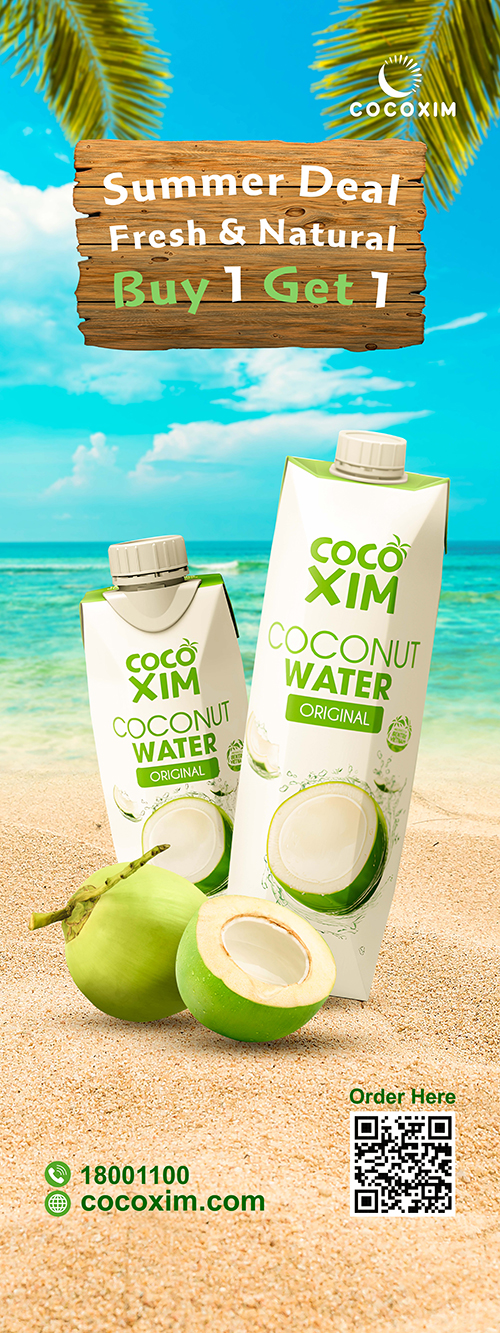 COCOXIM
Summer Deal
Fresh & Natural
Buy 1 Get 1
COCO
XIM
COCONUT
WATER
ORIGINAL
COCO
XIM
COCONUT
WATER
ORIGINAL
Order Here
18001100
cocoxim.com